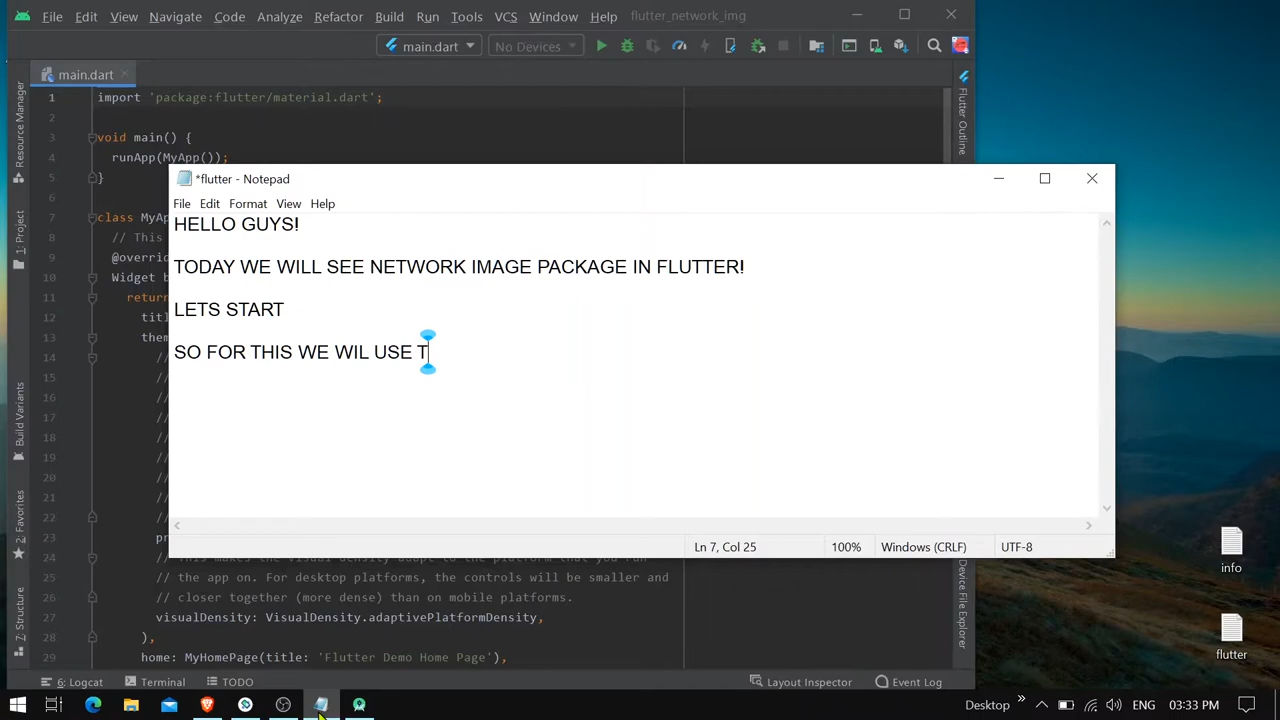 File Edit View Navigate Code Analyze Refactor Build Run Tools VCS Window Help flutter_network_img
main.dart No Devices
main.dart
1 import 'package:flutter/material.dart';
2
3 void main() {
4 runApp(MyApp());
5 }
6
7 class MyAp
8 // This
9 @overrid
10 Widget b
11 return
12 titl
13 them
14 //
15 //
16 //
17 //
18 //
19 //
20 //
21 //
22 //
23 pr
24 // This makes the visual density adapt to the platform that you run
25 // the app on. For desktop platforms, the controls will be smaller and
26 // closer together (more dense) than on mobile platforms.
27 visualDensity: VisualDensity.adaptivePlatformDensity,
28 ),
29 home: MyHomePage(title: 'Flutter Demo Home Page'),
Resource Manager
1: Project
Build Variants
2: Favorites
7: Structure
Flutter Outline
Device File Explorer
*flutter - Notepad
File Edit Format View Help
HELLO GUYS!
TODAY WE WILL SEE NETWORK IMAGE PACKAGE IN FLUTTER!
LETS START
SO FOR THIS WE WIL USE T
Ln 7, Col 25 100% Windows (CRLF) UTF-8
info
flutter
6: Logcat Terminal TODO Layout Inspector Event Log
Desktop ENG 03:33 PM